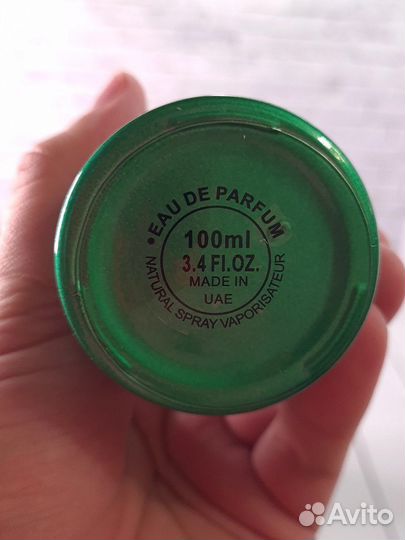 •EAU DE PARFUM
100ml
3.4 Fl.OZ.
MADE IN
UAE
NATURAL SPRAY VAPORISATEUR
Avito